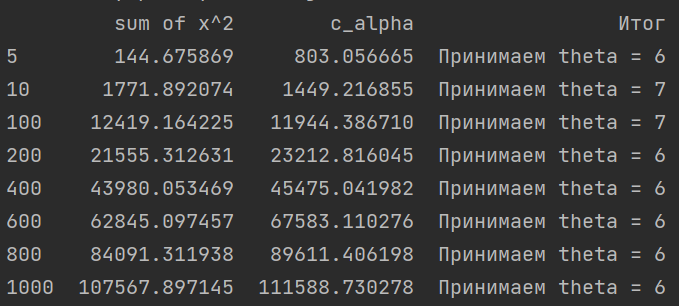 sum of x^2 c_alpha Итог
5 144.675869 803.056665 Принимаем theta = 6
10 1771.892074 1449.216855 Принимаем theta = 7
100 12419.164225 11944.386710 Принимаем theta = 7
200 21555.312631 23212.816045 Принимаем theta = 6
400 43980.053469 45475.041982 Принимаем theta = 6
600 62845.097457 67583.110276 Принимаем theta = 6
800 84091.311938 89611.406198 Принимаем theta = 6
1000 107567.897145 111588.730278 Принимаем theta = 6